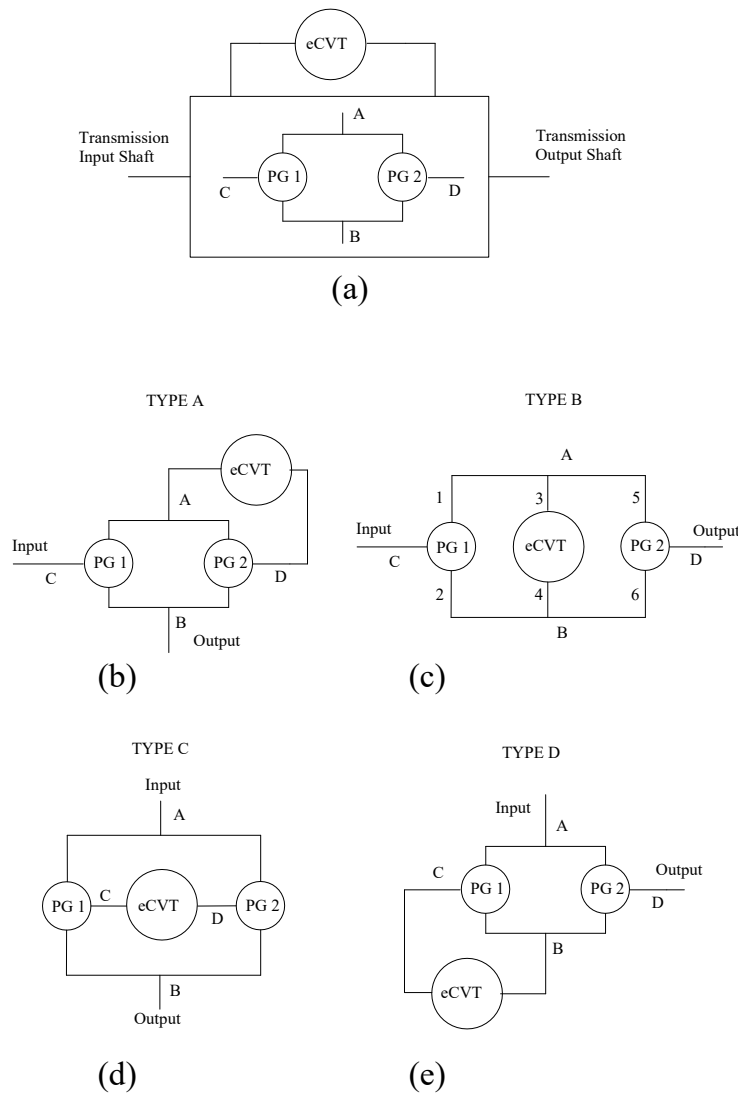 eCVT
A
Transmission
Input Shaft
Transmission
Output Shaft
PG 1
PG 2
C
D
B
(a)
TYPE A
TYPE B
eCVT
A
A
1
3
5
Input
Input
Output
PG 1
PG 2
PG 1
eCVT
PG 2
C
D
C
D
2
4
6
B
Output
B
(b)
(c)
TYPE C
TYPE D
Input
Input
A
A
C
Output
PG 1
C
eCVT
D
PG 2
PG 1
PG 2
D
B
B
Output
eCVT
(d)
(e)